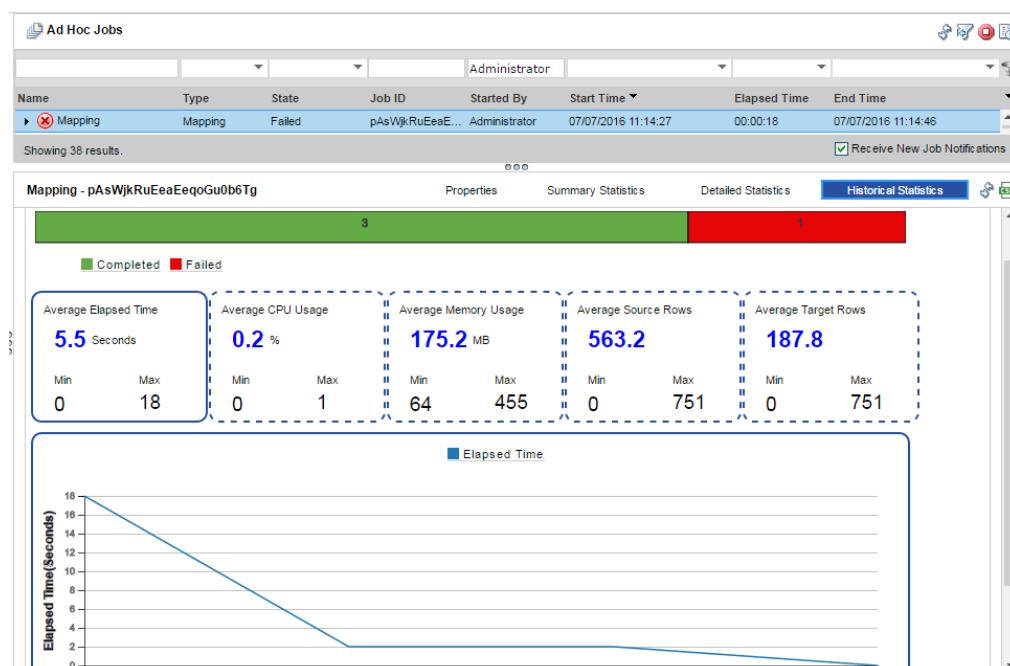 Ad Hoc Jobs
Administrator
Name Type State Job ID Started By Start Time Elapsed Time End Time
Mapping Mapping Failed pAsWjkRuEeaE... Administrator 07/07/2016 11:14:27 00:00:18 07/07/2016 11:14:46
Showing 38 results. Receive New Job Notifications
Mapping - pAsWjkRuEeaEeqoGu0b6Tg Properties Summary Statistics Detailed Statistics Historical Statistics
3 1
Completed Failed
Average Elapsed Time Average CPU Usage Average Memory Usage Average Source Rows Average Target Rows
5.5 Seconds 0.2 % 175.2 MB 563.2 187.8
Min Max Min Max Min Max Min Max Min Max
0 18 0 1 64 455 0 751 0 751
Elapsed Time
Elapsed Time(Seconds)
18
16
14
12
10
8
6
4
2
0